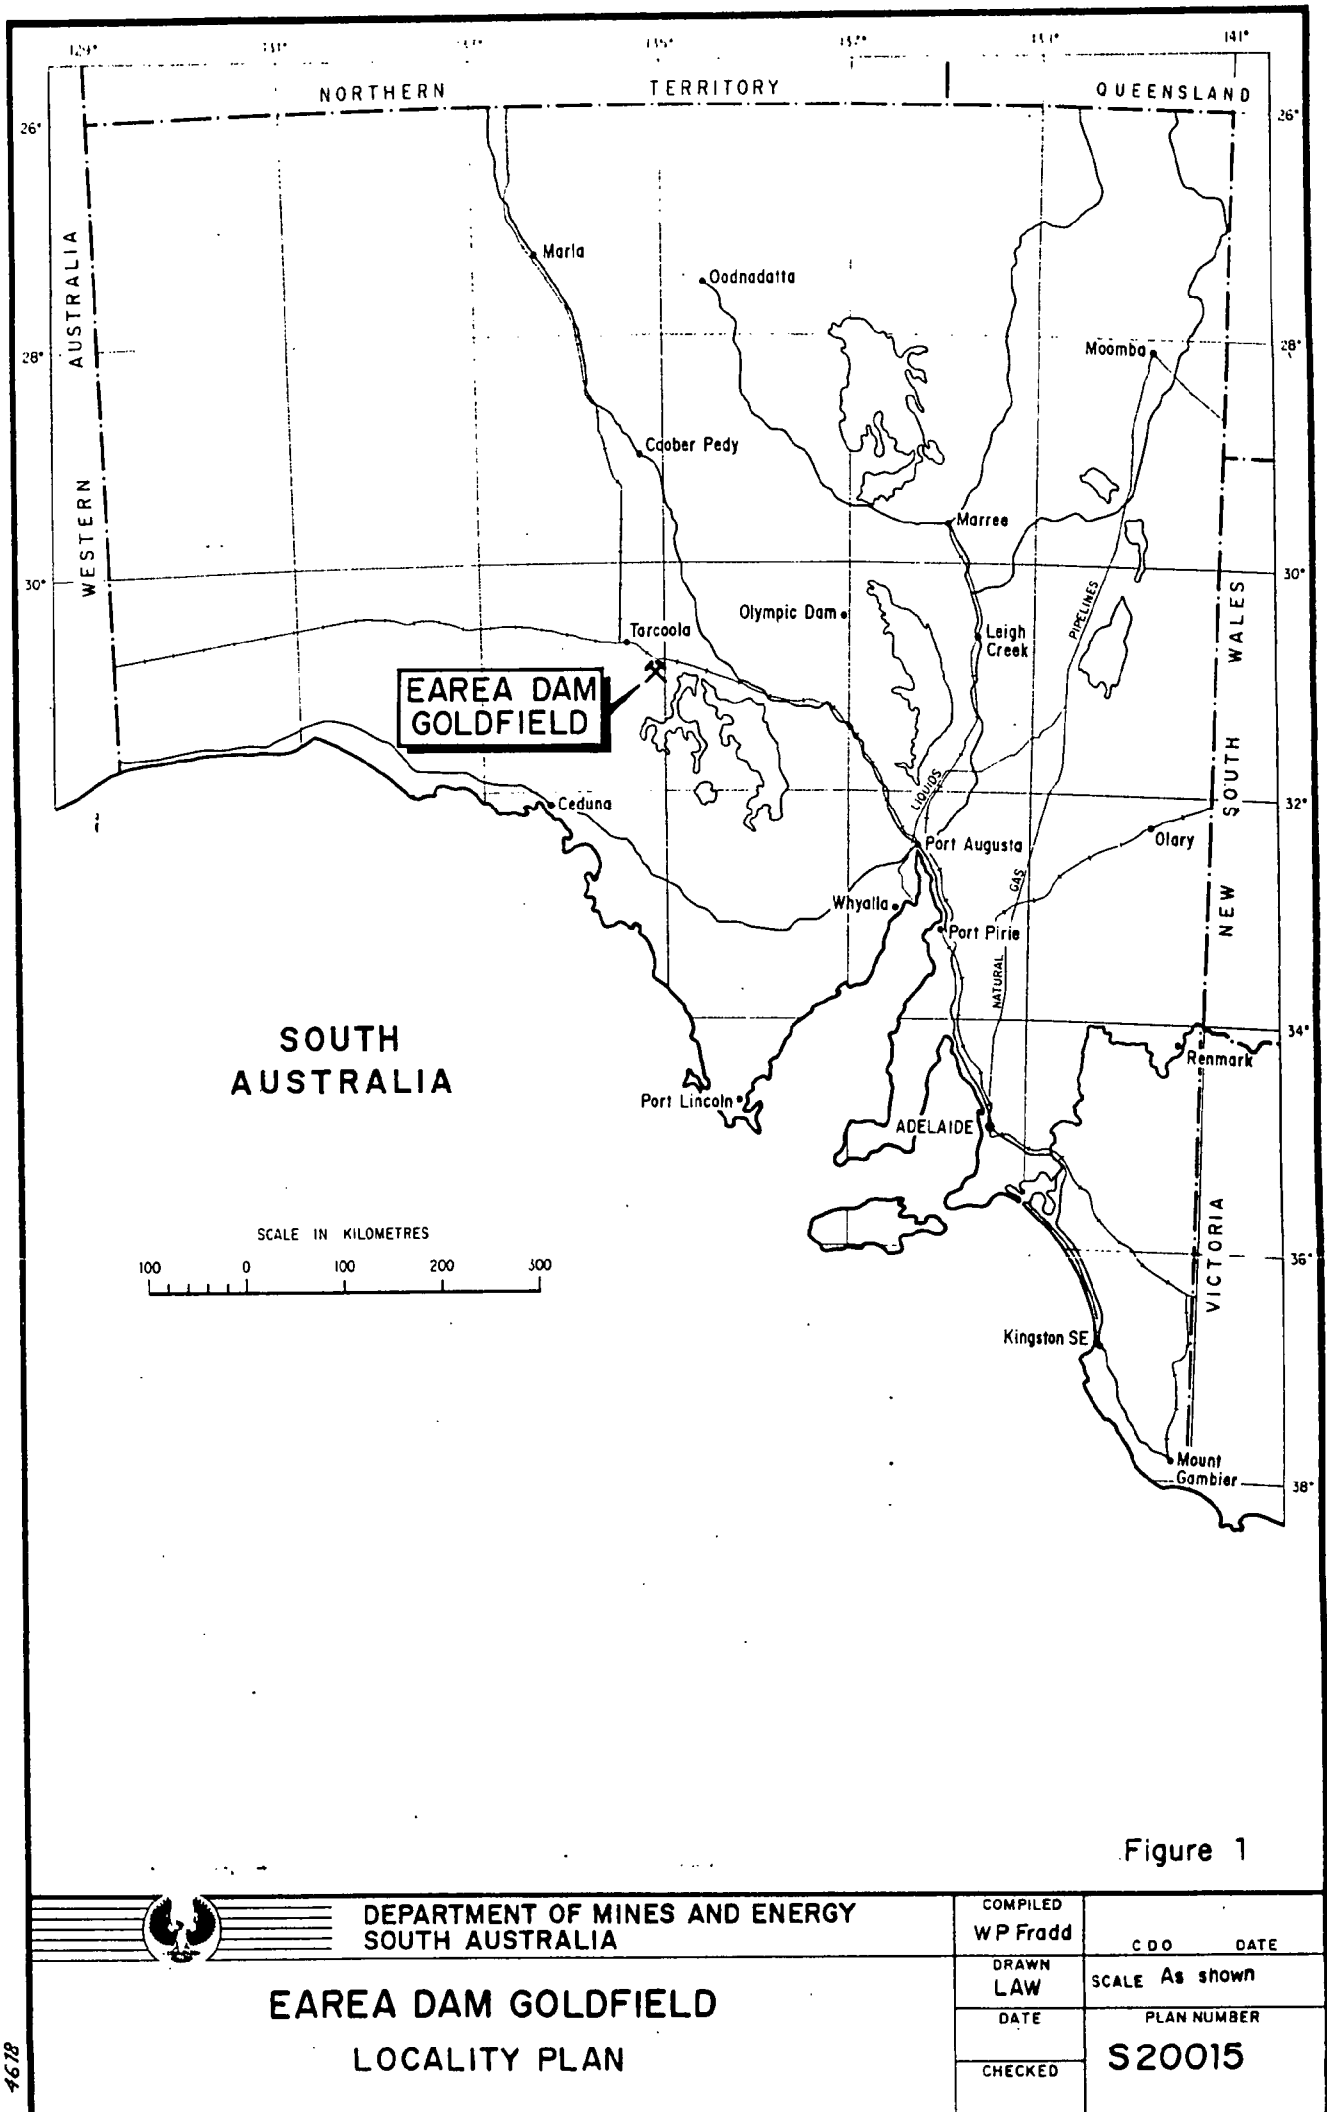 129° 131° 133° 135° 137° 139° 141°
NORTHERN TERRITORY QUEENSLAND
26° 26°
WESTERN AUSTRALIA
Marla
Oodnadatta
28° Moomba 28°
Coober Pedy
Marree
30° 30°
PIPELINES
Olympic Dam
Tarcoola
Leigh
Creek
NEW SOUTH WALES
EAREA DAM
GOLDFIELD
LIQUIDS
32°
Ceduna
Port Augusta
Olary
GAS
Whyalla
Port Pirie
NATURAL
SOUTH
AUSTRALIA
34°
Renmark
Port Lincoln
ADELAIDE
VICTORIA
SCALE IN KILOMETRES
100 0 100 200 300
36°
Kingston SE
Mount
Gambier
38°
Figure 1
DEPARTMENT OF MINES AND ENERGY
SOUTH AUSTRALIA
EAREA DAM GOLDFIELD
LOCALITY PLAN
COMPILED
W P Fradd
C D O DATE
DRAWN
LAW
SCALE As shown
DATE
PLAN NUMBER
S20015
CHECKED